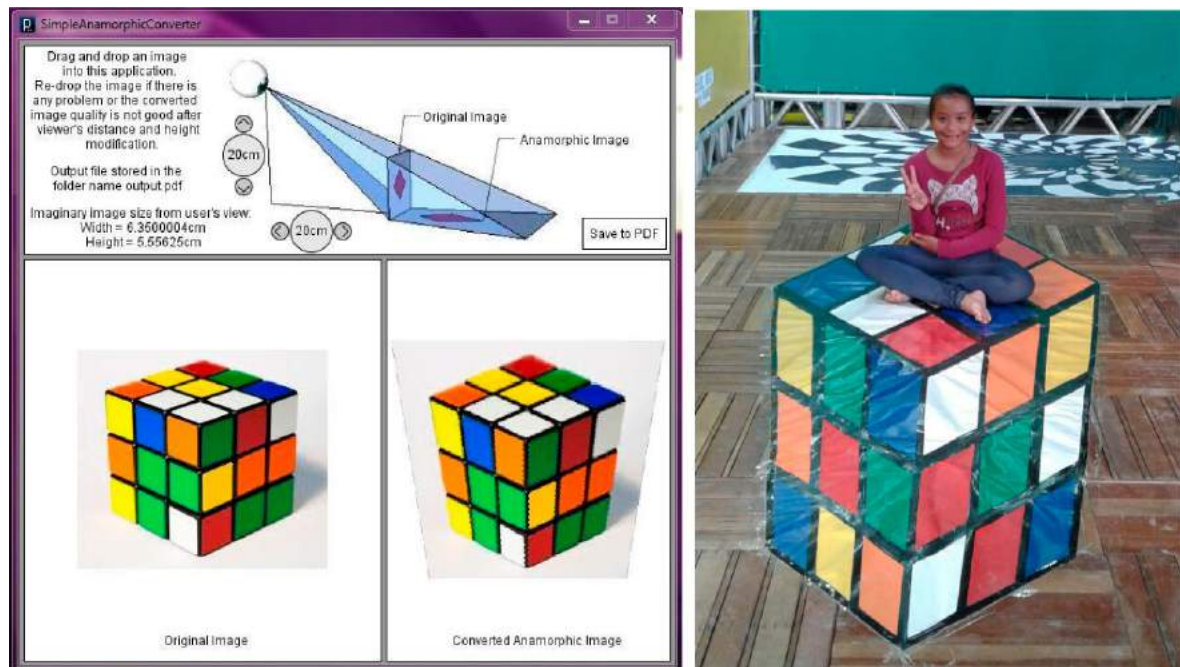 SimpleAnamorphicConverter
Drag and drop an image
into this application.
Re-drop the image if there is
any problem or the converted
image quality is not good after
viewer's distance and height
modification.
Output file stored in the
folder name output.pdf
Imaginary image size from user's view:
Width = 6.3500004cm
Height = 5.55625cm
20cm
20cm
Original Image
Anamorphic Image
Save to PDF
Original Image
Converted Anamorphic Image